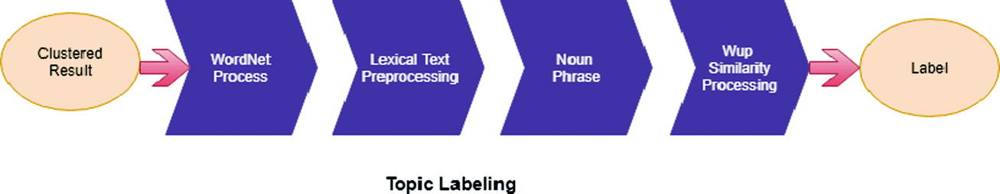 Clustered
Result
WordNet
Process
Lexical Text
Preprocessing
Noun
Phrase
Wup
Similarity
Processing
Label
Topic Labeling